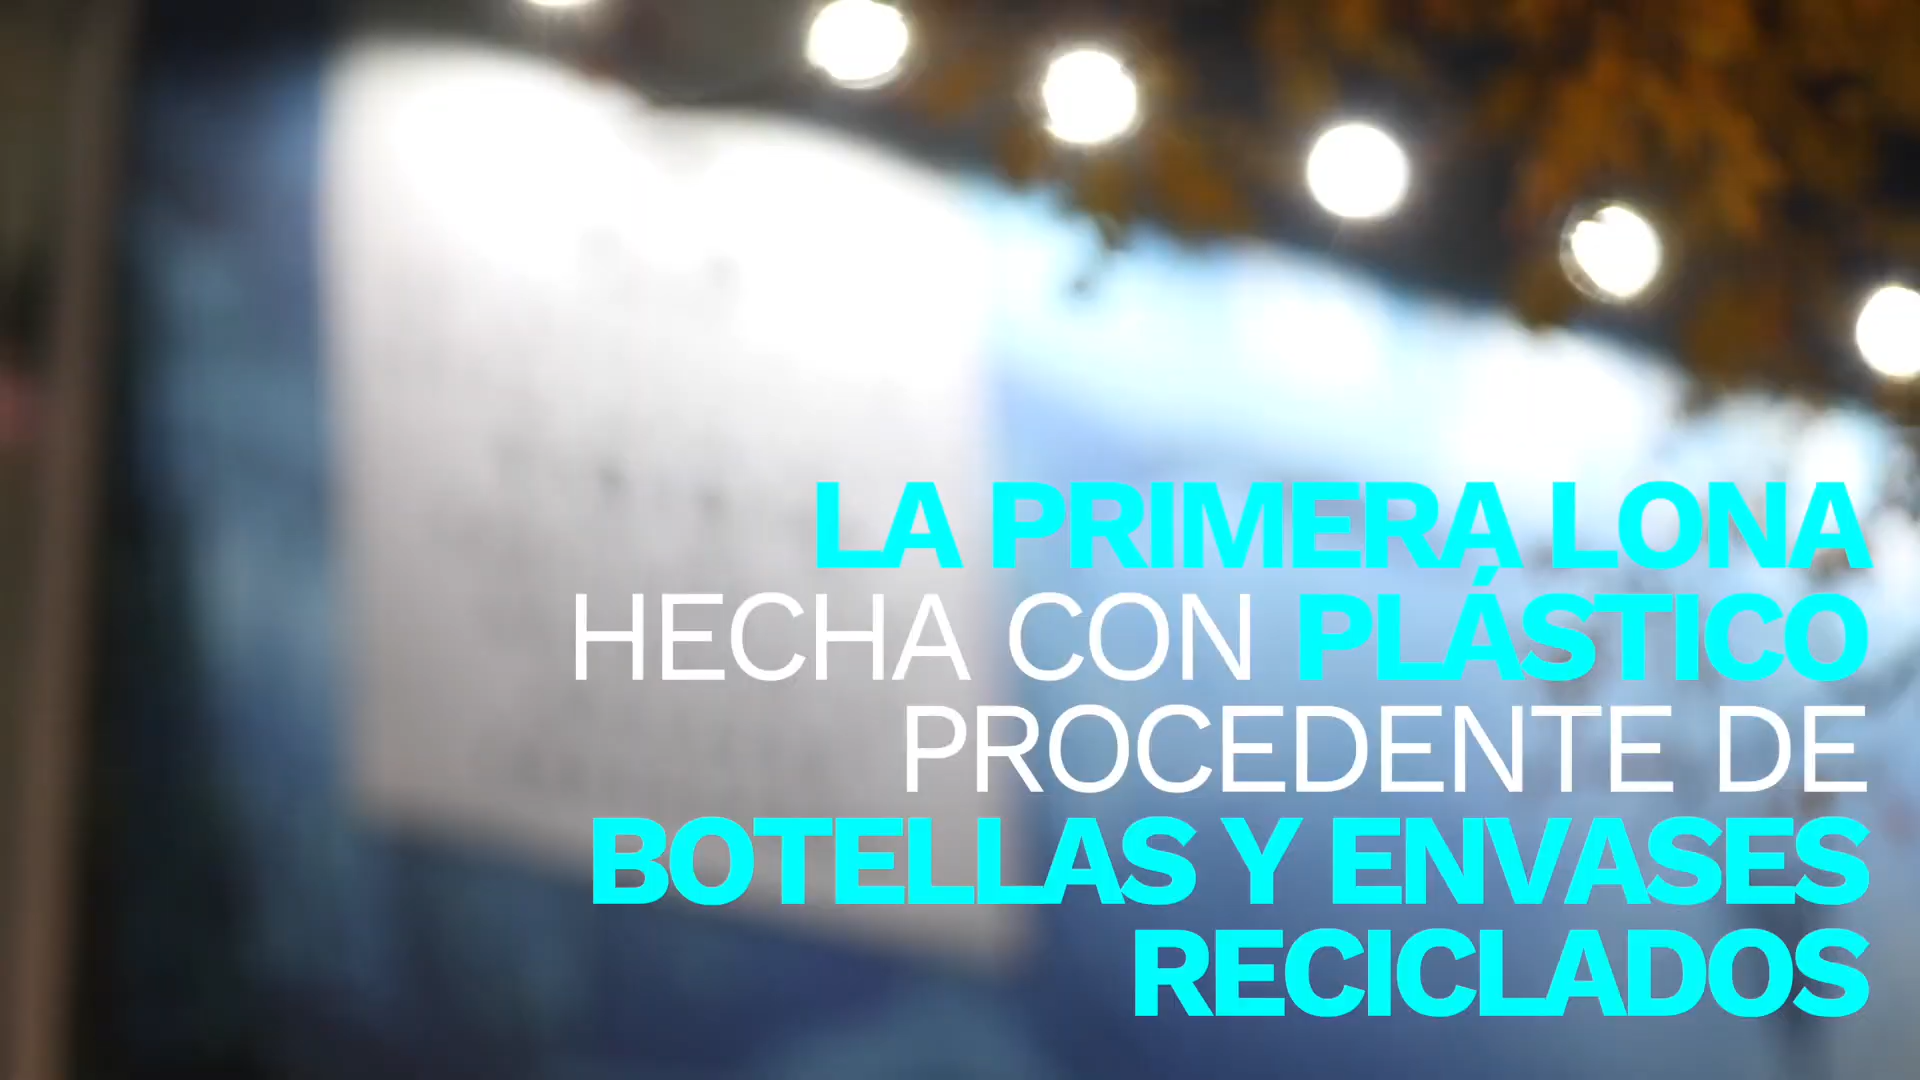 LA PRIMERA LONA
HECHA CON PLÁSTICO
PROCEDENTE DE
BOTELLAS Y ENVASES
RECICLADOS